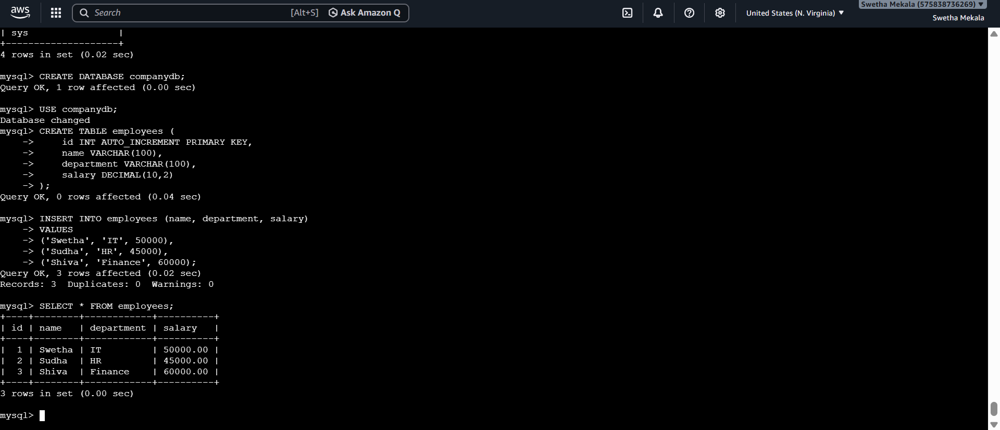 aws
Search [Alt+S] Ask Amazon Q
United States (N. Virginia) ▼
Swetha Mekala (575838736269) ▼
Swetha Mekala
| sys                |
+--------------------+
4 rows in set (0.02 sec)

mysql> CREATE DATABASE companydb;
Query OK, 1 row affected (0.00 sec)

mysql> USE companydb;
Database changed
mysql> CREATE TABLE employees (
    ->     id INT AUTO_INCREMENT PRIMARY KEY,
    ->     name VARCHAR(100),
    ->     department VARCHAR(100),
    ->     salary DECIMAL(10,2)
    -> );
Query OK, 0 rows affected (0.04 sec)

mysql> INSERT INTO employees (name, department, salary)
    -> VALUES
    -> ('Swetha', 'IT', 50000),
    -> ('Sudha', 'HR', 45000),
    -> ('Shiva', 'Finance', 60000);
Query OK, 3 rows affected (0.02 sec)
Records: 3  Duplicates: 0  Warnings: 0

mysql> SELECT * FROM employees;
+----+--------+------------+----------+
| id | name   | department | salary   |
+----+--------+------------+----------+
|  1 | Swetha | IT         | 50000.00 |
|  2 | Sudha  | HR         | 45000.00 |
|  3 | Shiva  | Finance    | 60000.00 |
+----+--------+------------+----------+
3 rows in set (0.00 sec)

mysql>